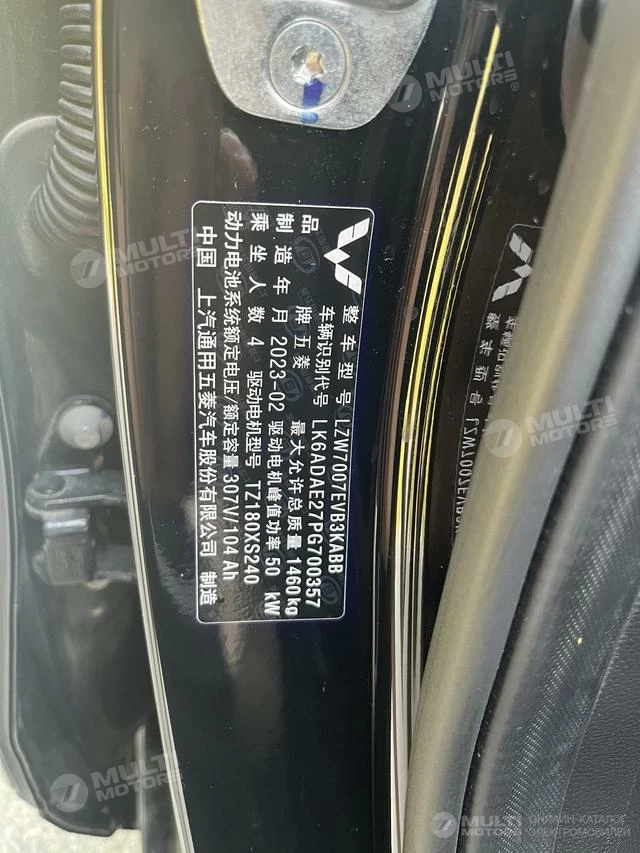 整车型号 LZW7007EVB3KABB
车辆识别代号 LK6ADAE27PG700357
品牌 五菱 最大允许总质量 1460kg
制造年月 2023-02 驱动电机峰值功率 50 kW
乘坐人数 4 驱动电机型号 TZ180XS240
动力电池系统额定电压/额定容量 307V/104Ah
中国 上汽通用五菱汽车股份有限公司 制造
MULTI
MOTORS®
MULTI
MOTORS
MULTI
MOTORS
MULTI
MOTORS
MULTI
MOTORS
ОНЛАЙН-КАТАЛОГ
ЭЛЕКТРОМОБИЛЕЙ